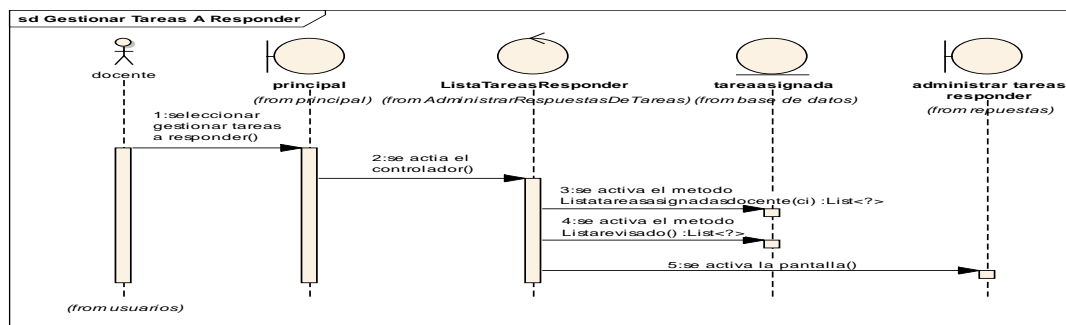 sd Gestionar Tareas A Responder
docente
principal
(from principal)
ListaTareasResponder
(from AdministrarRespuestasDeTareas)
tareaasignada
(from base de datos)
administrar tareas
responder
(from repuestas)
1:seleccionar
gestionar tareas
a responder()
2:se actia el
controlador()
3:se activa el metodo
Listatareasasignadasdocente(ci) :List<?>
4:se activa el metodo
Listarevisado() :List<?>
5:se activa la pantalla()
(from usuarios)